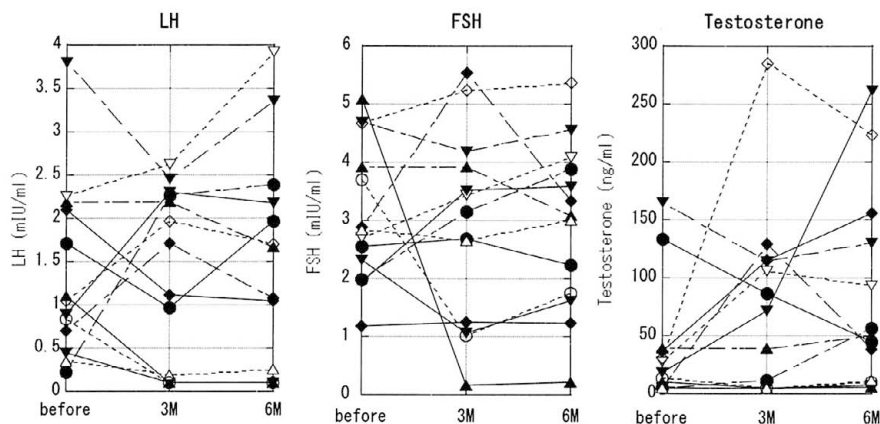 LH
LH (mIU/ml)
4
3.5
3
2.5
2
1.5
1
0.5
0
before 3M 6M
FSH
FSH (mIU/ml)
6
5
4
3
2
1
0
before 3M 6M
Testosterone
Testosterone (ng/ml)
300
250
200
150
100
50
0
before 3M 6M